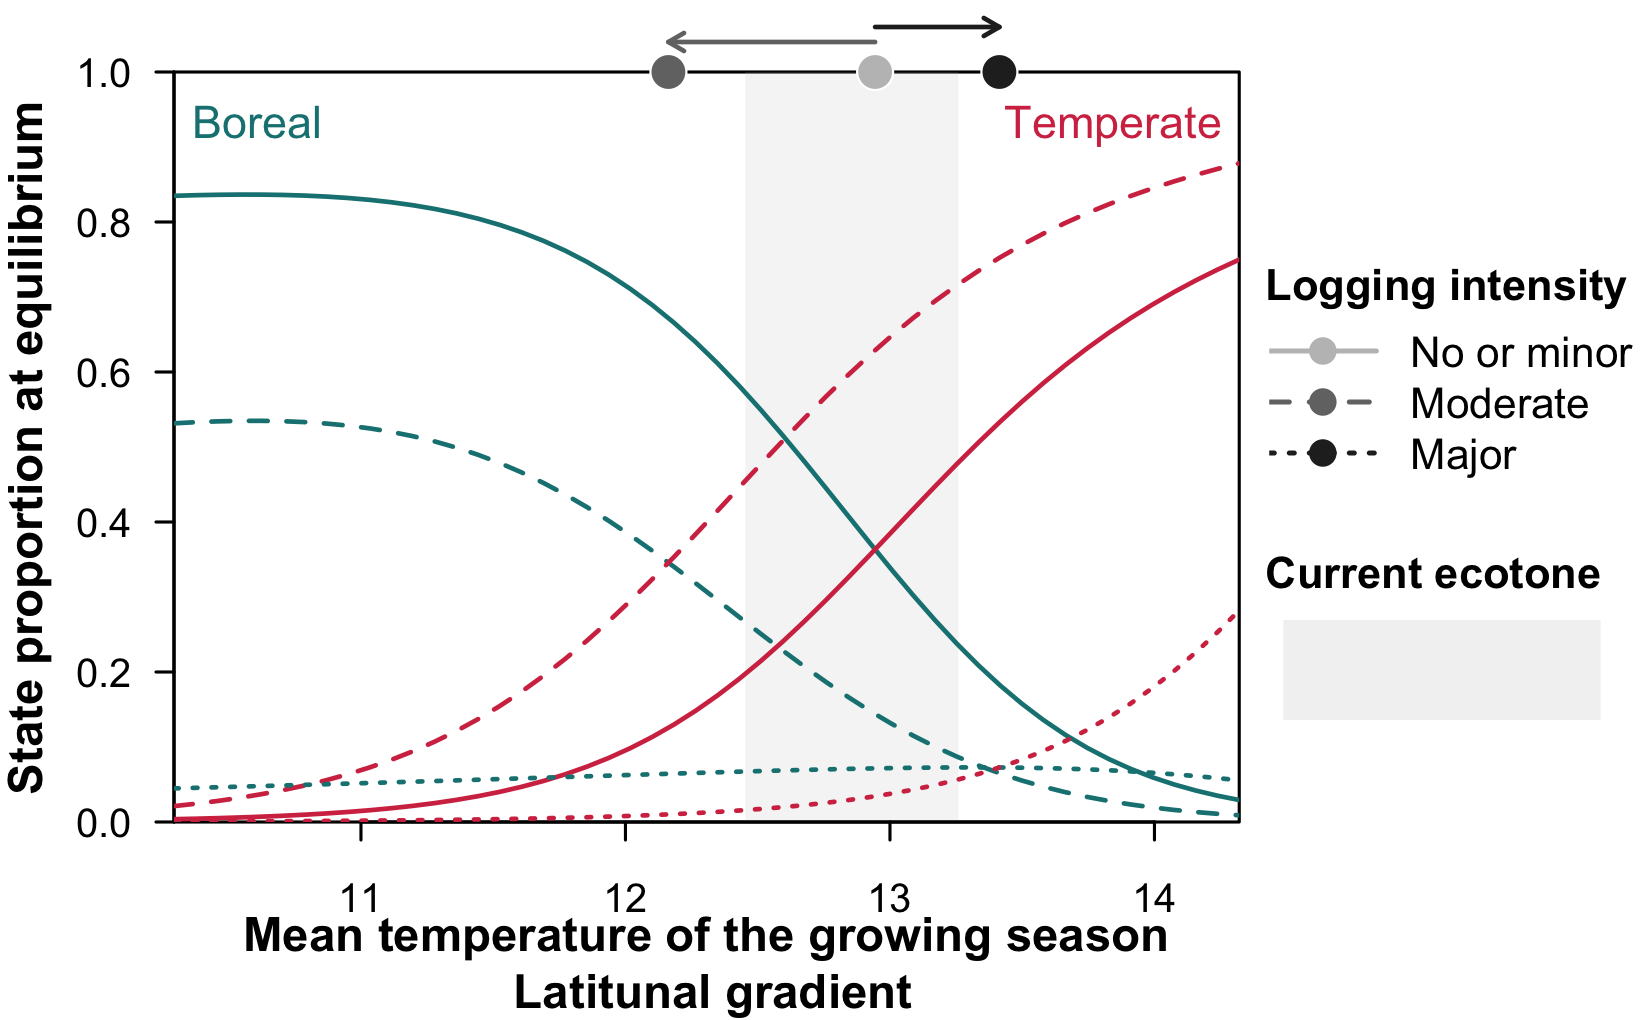 1.0
0.8
0.6
0.4
0.2
0.0
State proportion at equilibrium
Boreal
Temperate
11 12 13 14
Mean temperature of the growing season
Latitunal gradient
Logging intensity
No or minor
Moderate
Major
Current ecotone